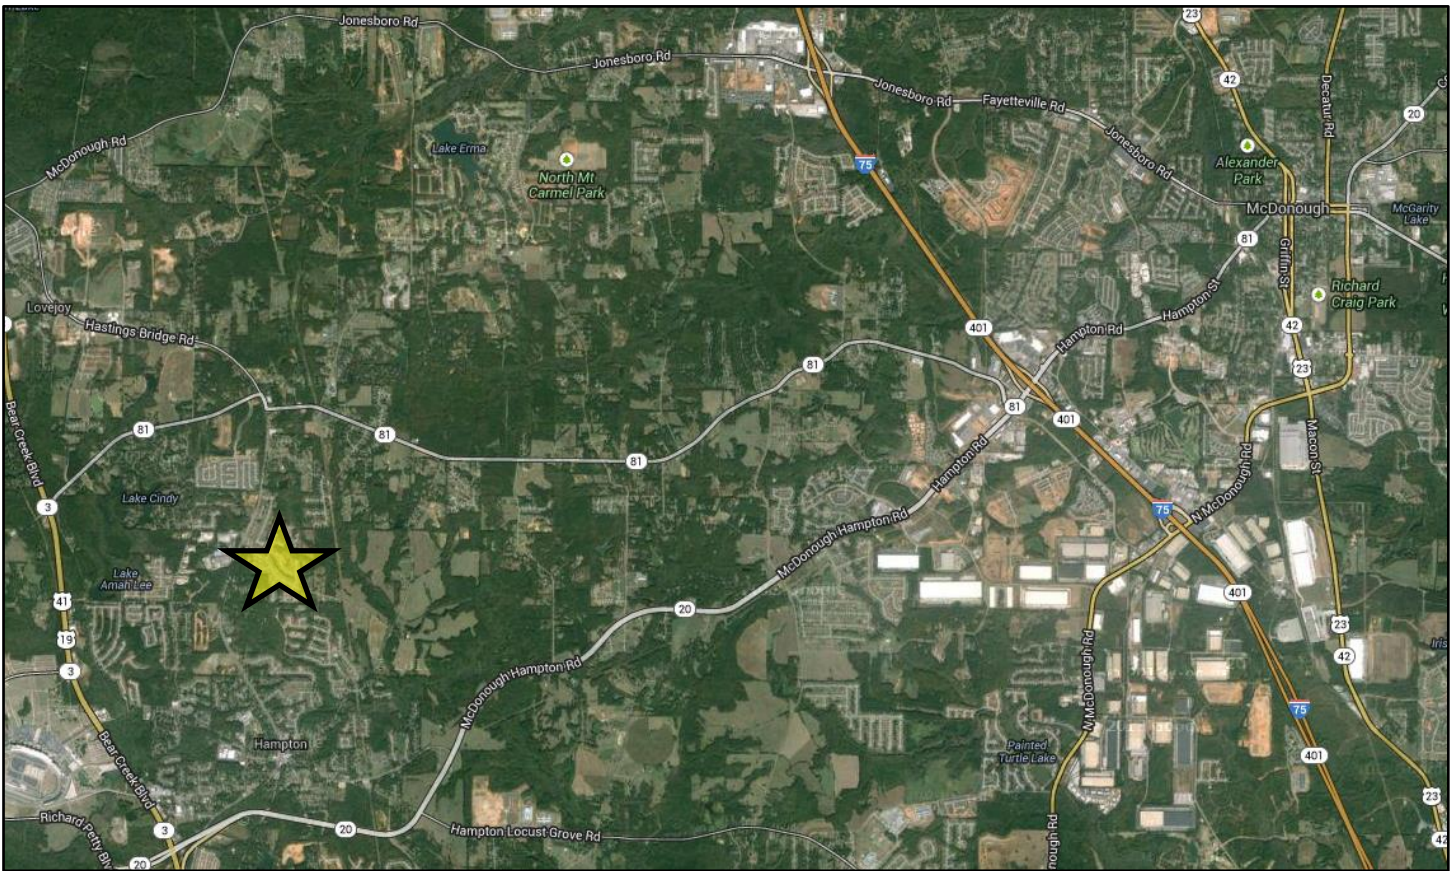 Jonesboro Rd
23
Jonesboro Rd
75
Jonesboro Rd
Fayetteville Rd
Jonesboro Rd
42
Decatur Rd
20
McDonough Rd
Lake Erma
North Mt
Carmel Park
Alexander
Park
McDonough
McGarity
Lake
81
Griffin St
Richard
Craig Park
Hampton St
Lovejoy
Hastings Bridge Rd
401
Hampton Rd
42
23
81
81
401
Bear Creek Blvd
81
81
81
Hampton Rd
Macon St
N McDonough Rd
Lake Cindy
3
75
McDonough Hampton Rd
Lake
Amah Lee
41
19
3
20
401
23
42
McDonough Hampton Rd
N McDonough Rd
75
Hampton
Painted
Turtle Lake
401
Bear Creek Blvd
23
Richard Petty
3
20
Hampton Locust Grove Rd
20
42